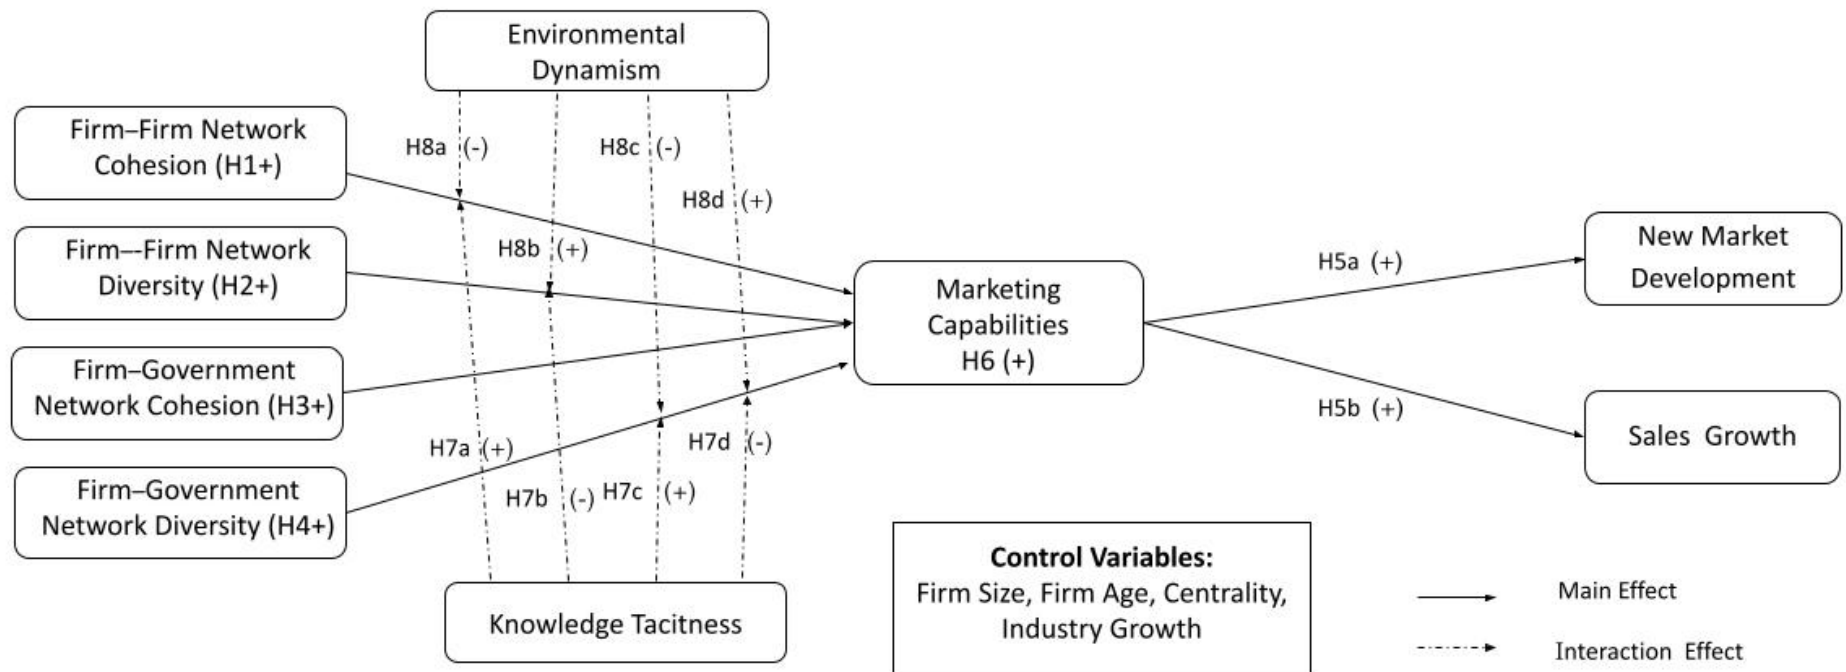 Environmental
Dynamism
Firm–Firm Network
Cohesion (H1+)
H8a (-)
H8c (-)
H8d (+)
Firm–-Firm Network
Diversity (H2+)
H8b (+)
New Market
Development
H5a (+)
Marketing
Capabilities
H6 (+)
Firm–Government
Network Cohesion (H3+)
H5b (+)
Sales Growth
H7a (+)
H7d (-)
Firm–Government
Network Diversity (H4+)
H7b (-)
H7c (+)
Knowledge Tacitness
Control Variables:
Firm Size, Firm Age, Centrality,
Industry Growth
Main Effect
Interaction Effect